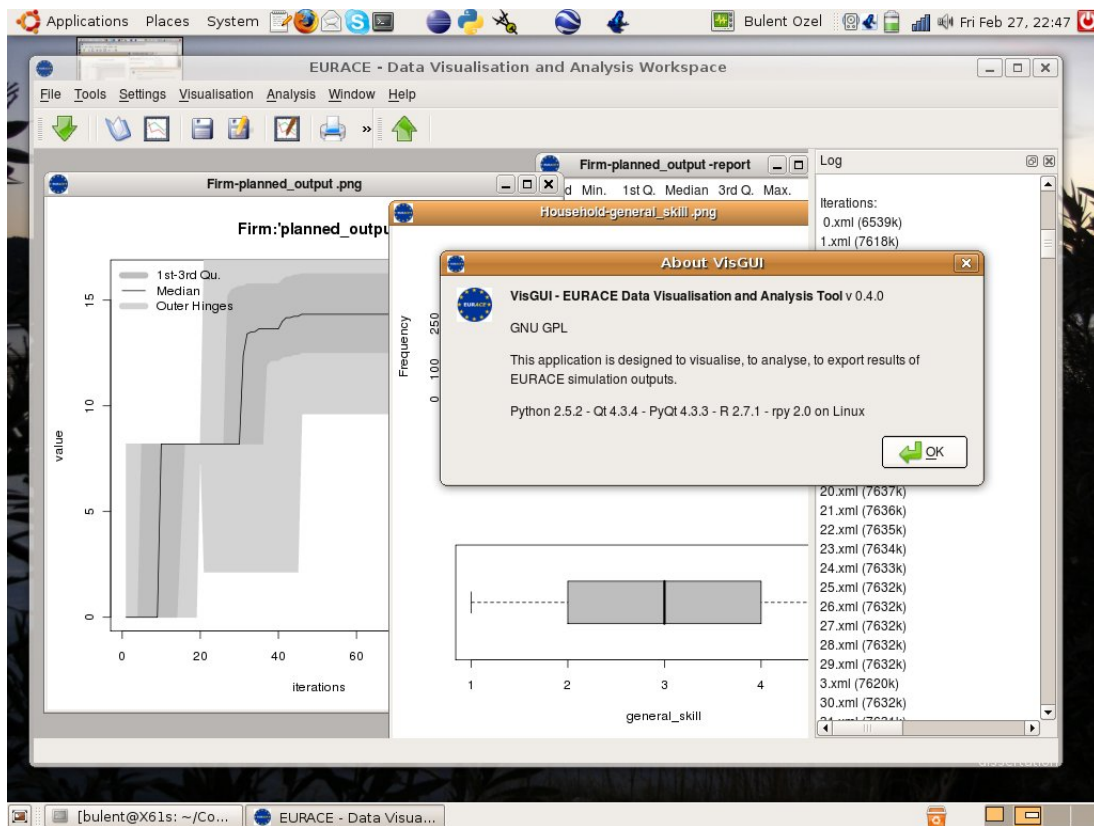 Applications Places System
Bulent Ozel
Fri Feb 27, 22:47
EURACE - Data Visualisation and Analysis Workspace
File Tools Settings Visualisation Analysis Window Help
»
Firm-planned_output -report
d Min. 1st Q. Median 3rd Q. Max.
Firm-planned_output .png
Firm:'planned_outpu
1st-3rd Qu.
Median
Outer Hinges
value
0 5 10 15
0 20 40 60
iterations
Household-general_skill .png
Frequency
0 100 250
1 2 3 4
general_skill
About VisGUI
VisGUI - EURACE Data Visualisation and Analysis Tool v 0.4.0
GNU GPL
This application is designed to visualise, to analyse, to export results of
EURACE simulation outputs.
Python 2.5.2 - Qt 4.3.4 - PyQt 4.3.3 - R 2.7.1 - rpy 2.0 on Linux
OK
Log
Iterations:
0.xml (6539k)
1.xml (7618k)
20.xml (7637k)
21.xml (7636k)
22.xml (7635k)
23.xml (7634k)
24.xml (7633k)
25.xml (7632k)
26.xml (7632k)
27.xml (7632k)
28.xml (7632k)
29.xml (7632k)
3.xml (7620k)
30.xml (7632k)
dissertation
[bulent@X61s: ~/Co...
EURACE - Data Visua...